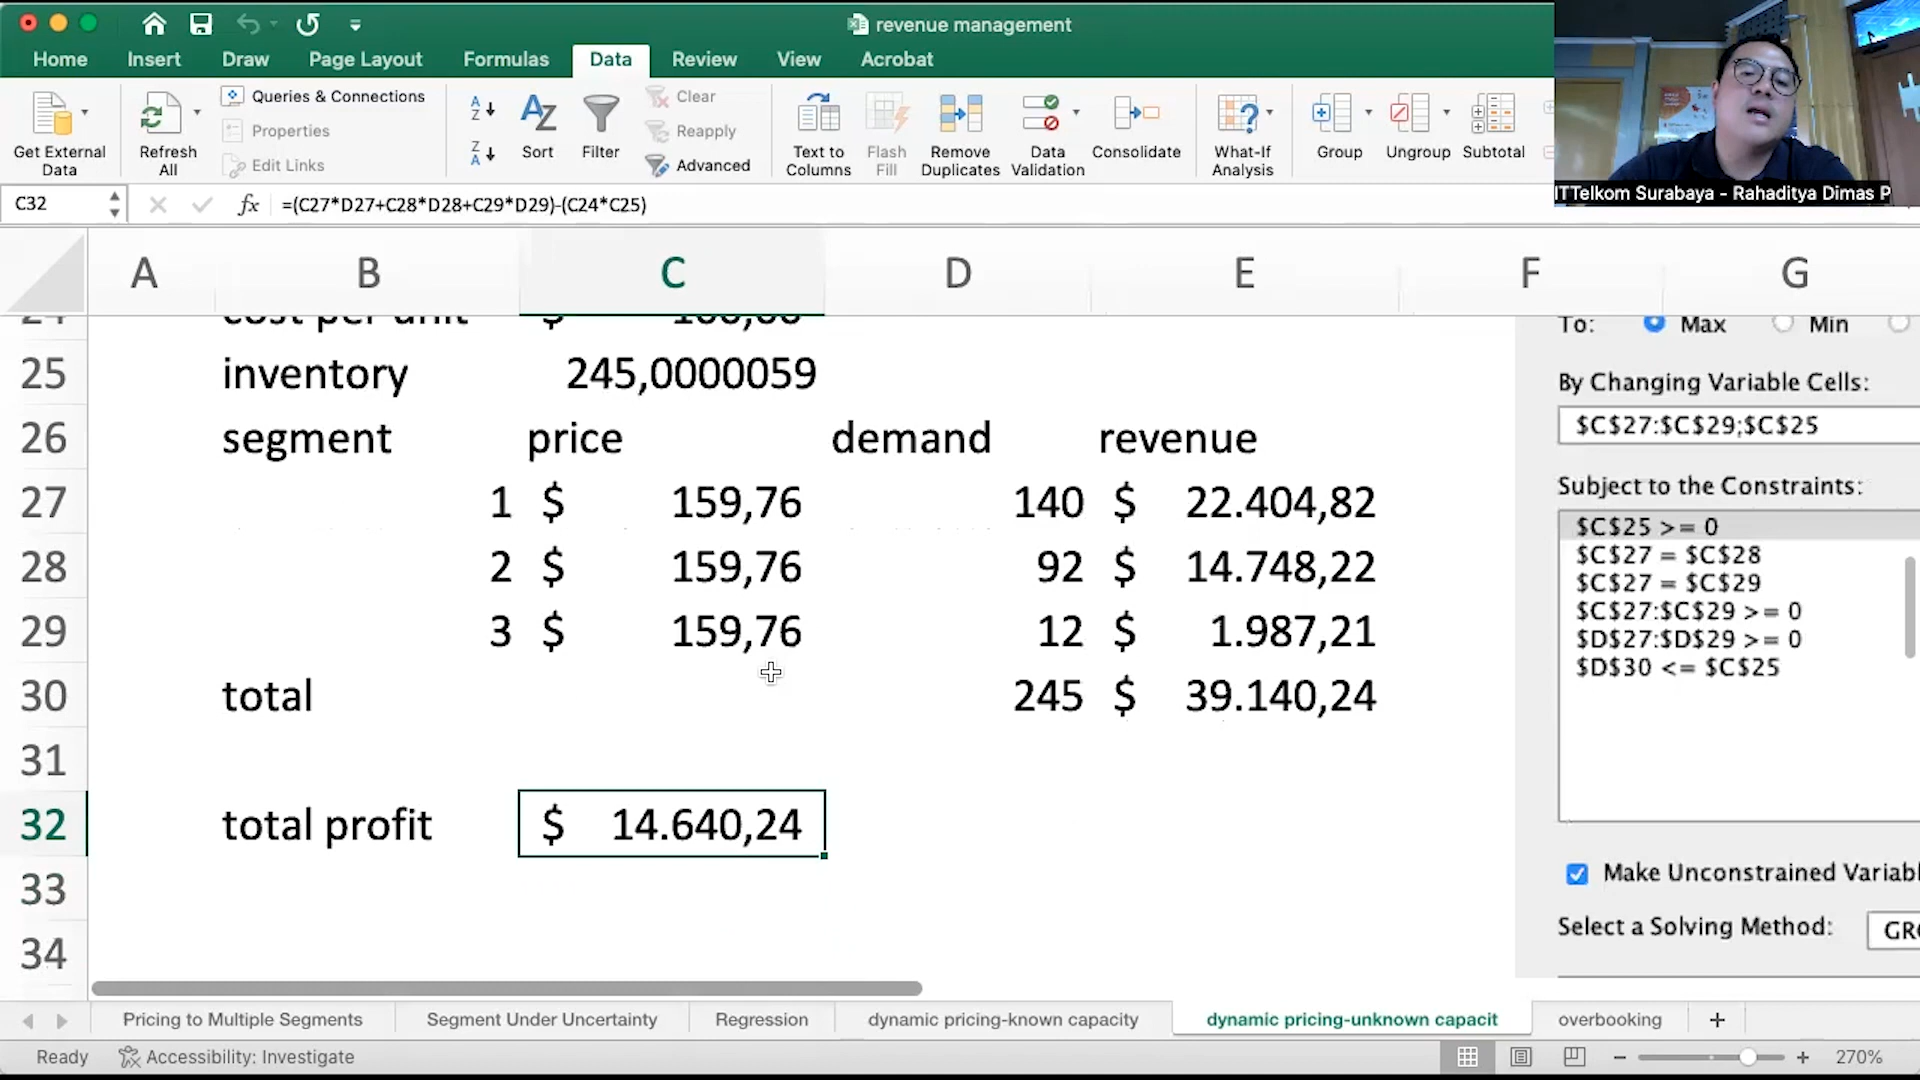 revenue management
Home Insert Draw Page Layout Formulas Data Review View Acrobat
Get External Data
Refresh All
Queries & Connections
Properties
Edit Links
A Z
Z A
Sort
Filter
Clear
Reapply
Advanced
Text to Columns
Flash Fill
Remove Duplicates
Data Validation
Consolidate
What-If Analysis
Group
Ungroup
Subtotal
ITTelkom Surabaya - Rahaditya Dimas P
C32 fx =(C27*D27+C28*D28+C29*D29)-(C24*C25)
A B C D E F G
24 cost per unit $
25 inventory 245,0000059
26 segment price demand revenue
27 1 $ 159,76 140 $ 22.404,82
28 2 $ 159,76 92 $ 14.748,22
29 3 $ 159,76 12 $ 1.987,21
30 total 245 $ 39.140,24
31
32 total profit $ 14.640,24
33
34
To: Max Min
By Changing Variable Cells:
$C$27:$C$29;$C$25
Subject to the Constraints:
$C$25 >= 0
$C$27 = $C$28
$C$27 = $C$29
$C$27:$C$29 >= 0
$D$27:$D$29 >= 0
$D$30 <= $C$25
Make Unconstrained Variabl
Select a Solving Method: GR
Pricing to Multiple Segments Segment Under Uncertainty Regression dynamic pricing-known capacity dynamic pricing-unknown capacit overbooking +
Ready Accessibility: Investigate − + 270%